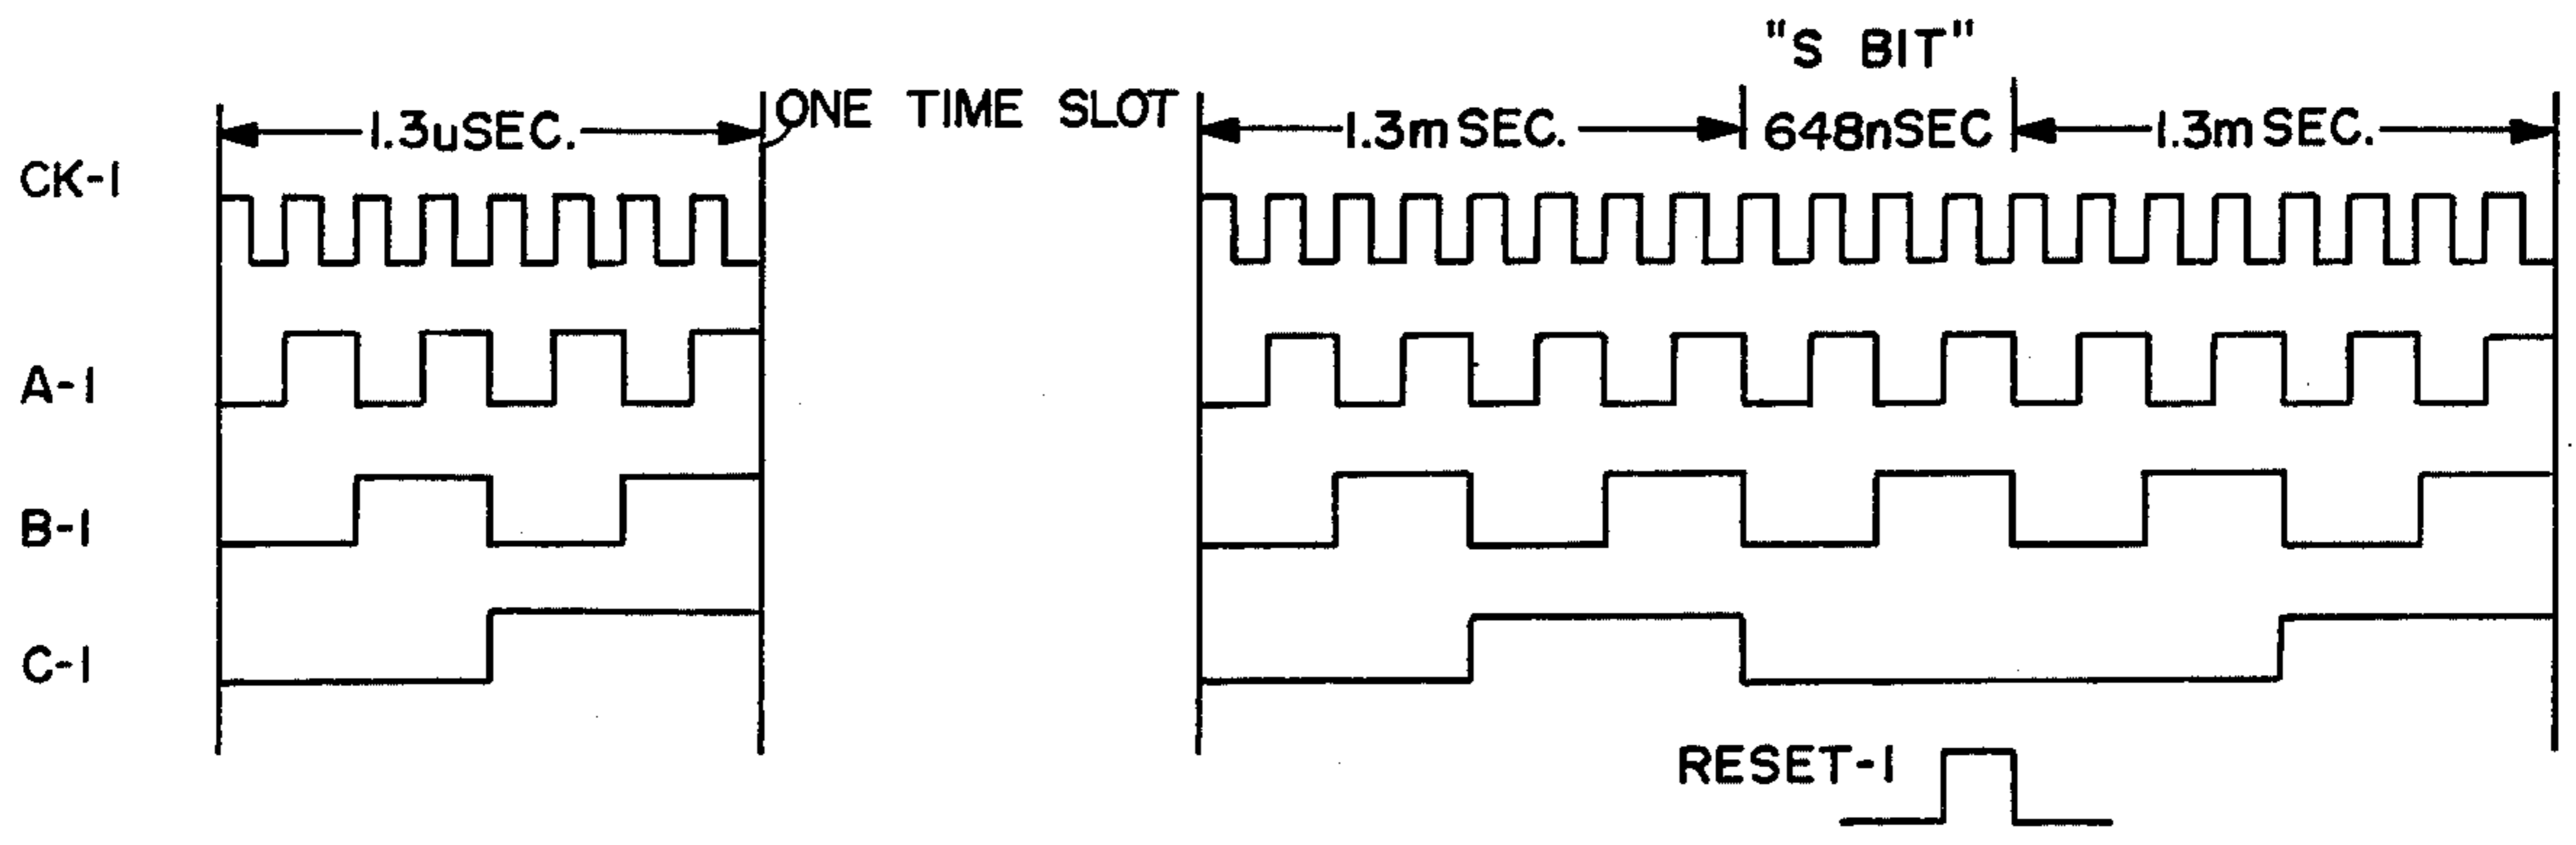 "S BIT"
1.3uSEC.
ONE TIME SLOT
1.3mSEC.
648nSEC
1.3mSEC.
CK-1
A-1
B-1
C-1
RESET-1